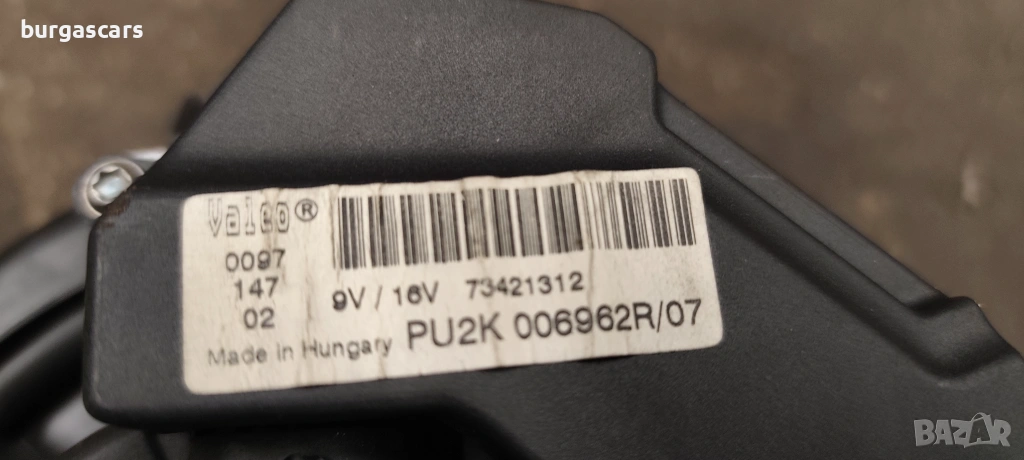 burgascars
Valeo®
0097
147
02
9V / 16V 73421312
PU2K 006962R/07
Made in Hungary
BAZAR